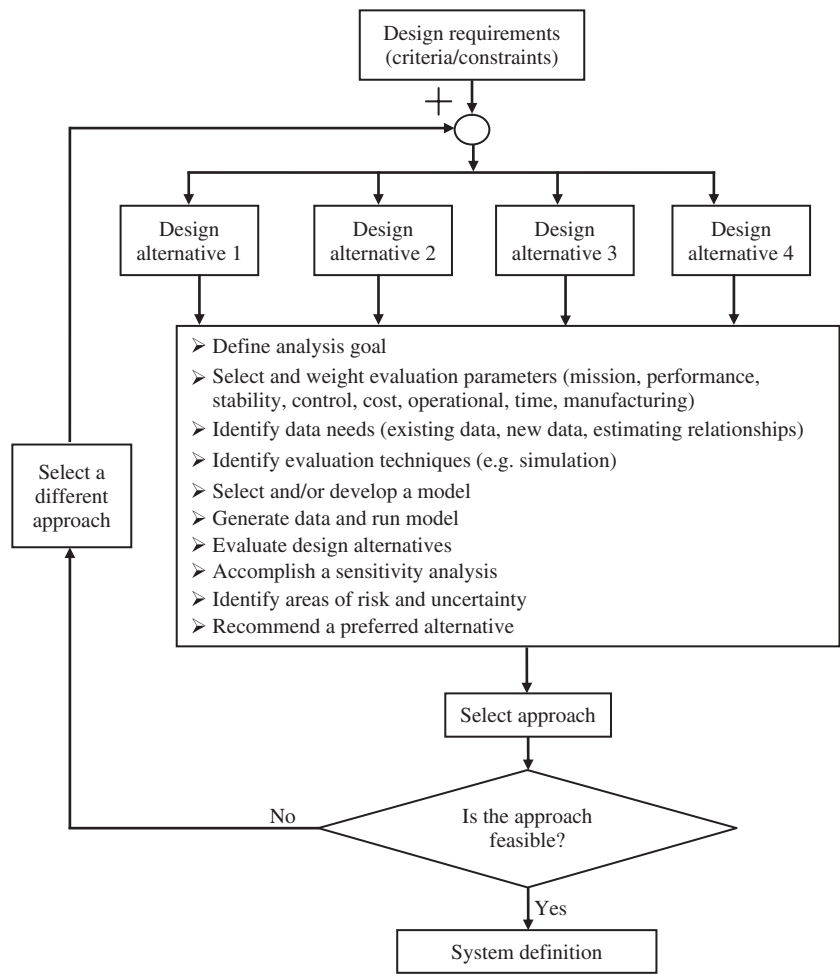 Design requirements
(criteria/constraints)
+
Design
alternative 1
Design
alternative 2
Design
alternative 3
Design
alternative 4
➢ Define analysis goal
➢ Select and weight evaluation parameters (mission, performance,
stability, control, cost, operational, time, manufacturing)
➢ Identify data needs (existing data, new data, estimating relationships)
➢ Identify evaluation techniques (e.g. simulation)
➢ Select and/or develop a model
➢ Generate data and run model
➢ Evaluate design alternatives
➢ Accomplish a sensitivity analysis
➢ Identify areas of risk and uncertainty
➢ Recommend a preferred alternative
Select a
different
approach
Select approach
No
Is the approach
feasible?
Yes
System definition